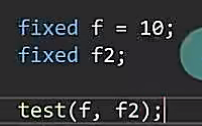 fixed f = 10;
fixed f2;
test(f, f2);